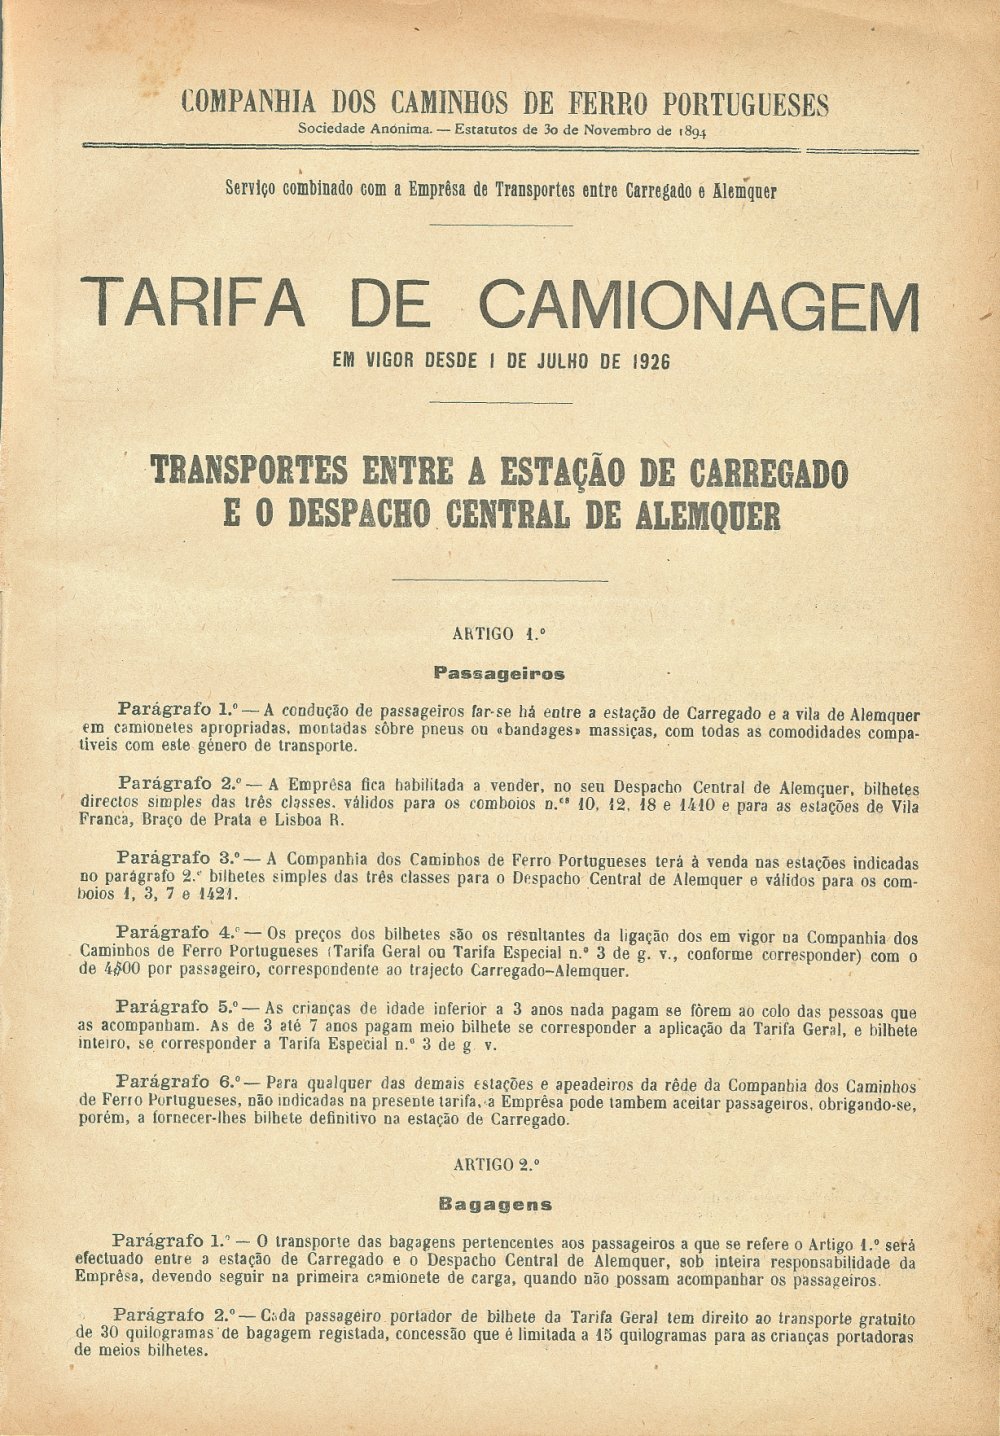 COMPANHIA DOS CAMINHOS DE FERRO PORTUGUESES
Sociedade Anónima. — Estatutos de 30 de Novembro de 1894
Serviço combinado com a Emprêsa de Transportes entre Carregado e Alemquer
TARIFA DE CAMIONAGEM
EM VIGOR DESDE 1 DE JULHO DE 1926
TRANSPORTES ENTRE A ESTAÇÃO DE CARREGADO
E O DESPACHO CENTRAL DE ALEMQUER
ARTIGO 1.º
Passageiros
Parágrafo 1.º — A condução de passageiros far-se há entre a estação de Carregado e a vila de Alemquer
em camionetes apropriadas, montadas sôbre pneus ou «bandages» massiças, com todas as comodidades compa-
tiveis com este género de transporte.
Parágrafo 2.º — A Emprêsa fica habilitada a vender, no seu Despacho Central de Alemquer, bilhetes
directos simples das três classes, válidos para os comboios n.ºˢ 10, 12, 18 e 1410 e para as estações de Vila
Franca, Braço de Prata e Lisboa R.
Parágrafo 3.º — A Companhia dos Caminhos de Ferro Portugueses terá à venda nas estações indicadas
no parágrafo 2.º bilhetes simples das três classes para o Despacho Central de Alemquer e válidos para os com-
boios 1, 3, 7 e 1421.
Parágrafo 4.º — Os preços dos bilhetes são os resultantes da ligação dos em vigor na Companhia dos
Caminhos de Ferro Portugueses (Tarifa Geral ou Tarifa Especial n.º 3 de g. v., conforme corresponder) com o
de 4$00 por passageiro, correspondente ao trajecto Carregado-Alemquer.
Parágrafo 5.º — As crianças de idade inferior a 3 anos nada pagam se fôrem ao colo das pessoas que
as acompanham. As de 3 até 7 anos pagam meio bilhete se corresponder a aplicação da Tarifa Geral, e bilhete
inteiro, se corresponder a Tarifa Especial n.º 3 de g. v.
Parágrafo 6.º — Para qualquer das demais estações e apeadeiros da rêde da Companhia dos Caminhos
de Ferro Portugueses, não indicadas na presente tarifa, a Emprêsa pode tambem aceitar passageiros, obrigando-se,
porém, a fornecer-lhes bilhete definitivo na estação de Carregado.
ARTIGO 2.º
Bagagens
Parágrafo 1.º — O transporte das bagagens pertencentes aos passageiros a que se refere o Artigo 1.º será
efectuado entre a estação de Carregado e o Despacho Central de Alemquer, sob inteira responsabilidade da
Emprêsa, devendo seguir na primeira camionete de carga, quando não possam acompanhar os passageiros.
Parágrafo 2.º — Cada passageiro portador de bilhete da Tarifa Geral tem direito ao transporte gratuito
de 30 quilogramas de bagagem registada, concessão que é limitada a 15 quilogramas para as crianças portadoras
de meios bilhetes.